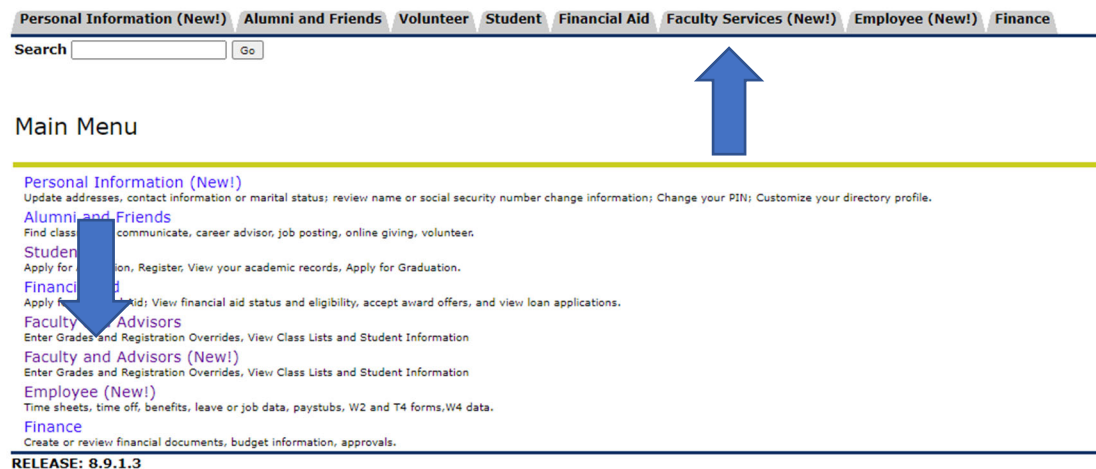 Personal Information (New!) Alumni and Friends Volunteer Student Financial Aid Faculty Services (New!) Employee (New!) Finance
Search Go
Main Menu
Personal Information (New!)
Update addresses, contact information or marital status; review name or social security number change information; Change your PIN; Customize your directory profile.
Alumni and Friends
Find communicate, career advisor, job posting, online giving, volunteer.
Apply for Register, View your academic records, Apply for Graduation.
Apply View financial aid status and eligibility, accept award offers, and view loan applications.
Faculty Advisors
Enter Grades and Registration Overrides, View Class Lists and Student Information
Faculty and Advisors (New!)
Enter Grades and Registration Overrides, View Class Lists and Student Information
Employee (New!)
Time sheets, time off, benefits, leave or job data, paystubs, W2 and T4 forms,W4 data.
Finance
Create or review financial documents, budget information, approvals.
RELEASE: 8.9.1.3